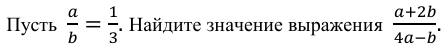 Пусть a/b = 1/3. Найдите значение выражения (a+2b)/(4a−b).